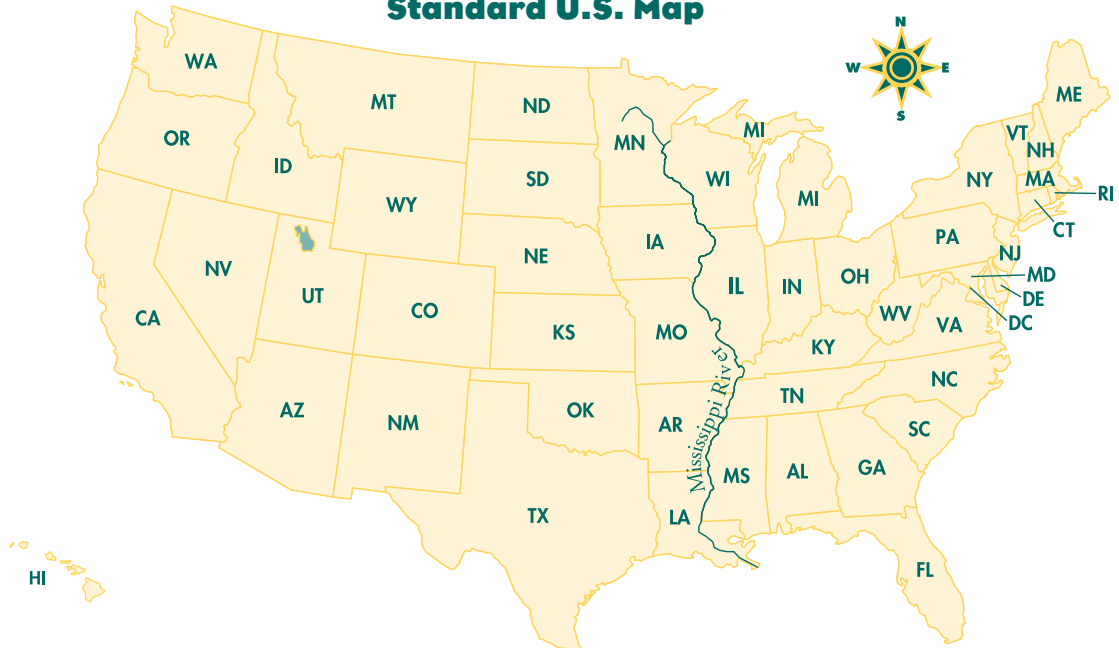 Standard U.S. Map
N
W E
S
WA
MT
ND
MN
MI
ME
VT
NH
OR
ID
SD
WI
MI
NY
MA
RI
CT
WY
IA
PA
NJ
NE
NV
UT
CO
IL
IN
OH
MD
DE
DC
WV
VA
CA
KS
MO
KY
Mississippi River
NC
TN
AZ
NM
OK
AR
SC
MS
AL
GA
TX
LA
FL
HI